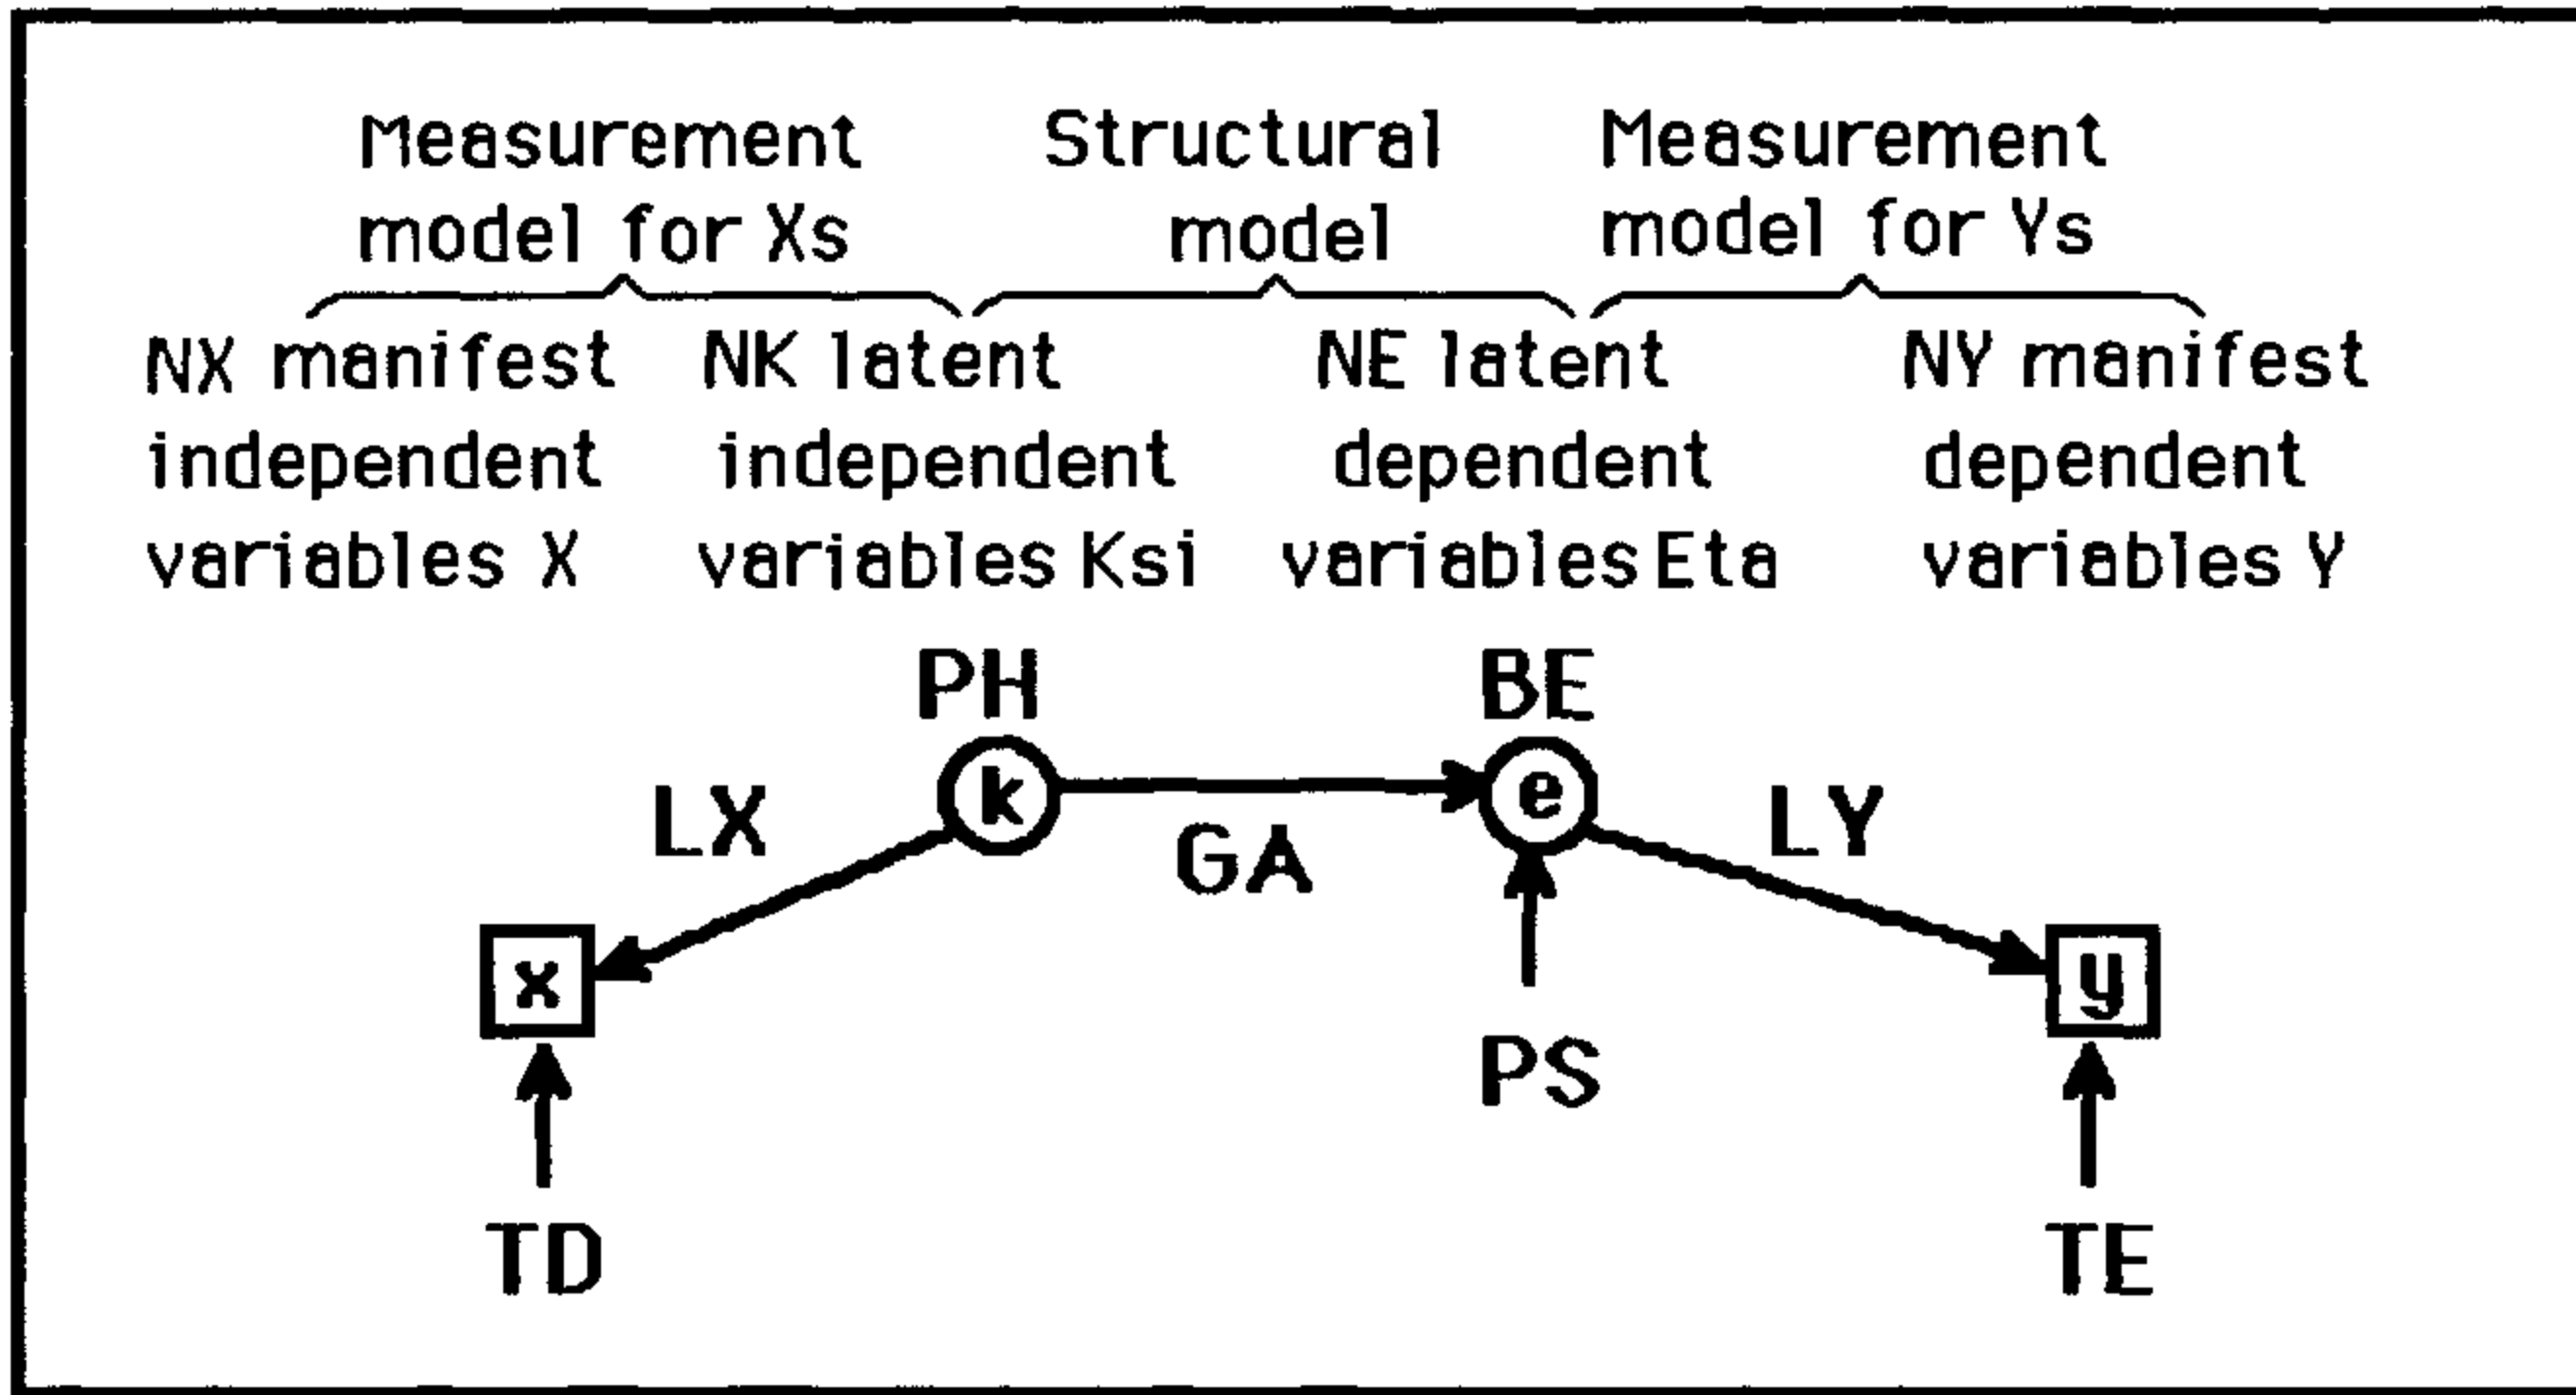 Measurement Structural Measurement
model for Xs model model for Ys
NX manifest NK latent NE latent NY manifest
independent independent dependent dependent
variables X variables Ksi variables Eta variables Y
PH BE
k e
LX GA LY
x y
PS
TD TE